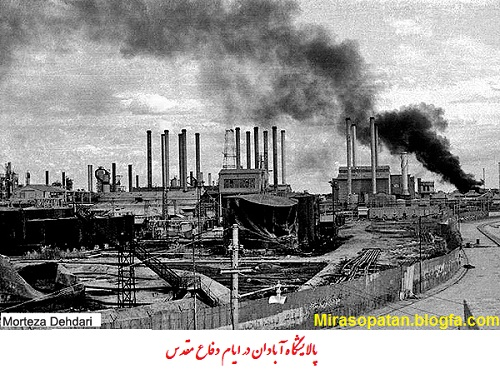 Morteza Dehdari
Mirasopatan.blogfa.com
پالایشگاه آبادان در ایام دفاع مقدس